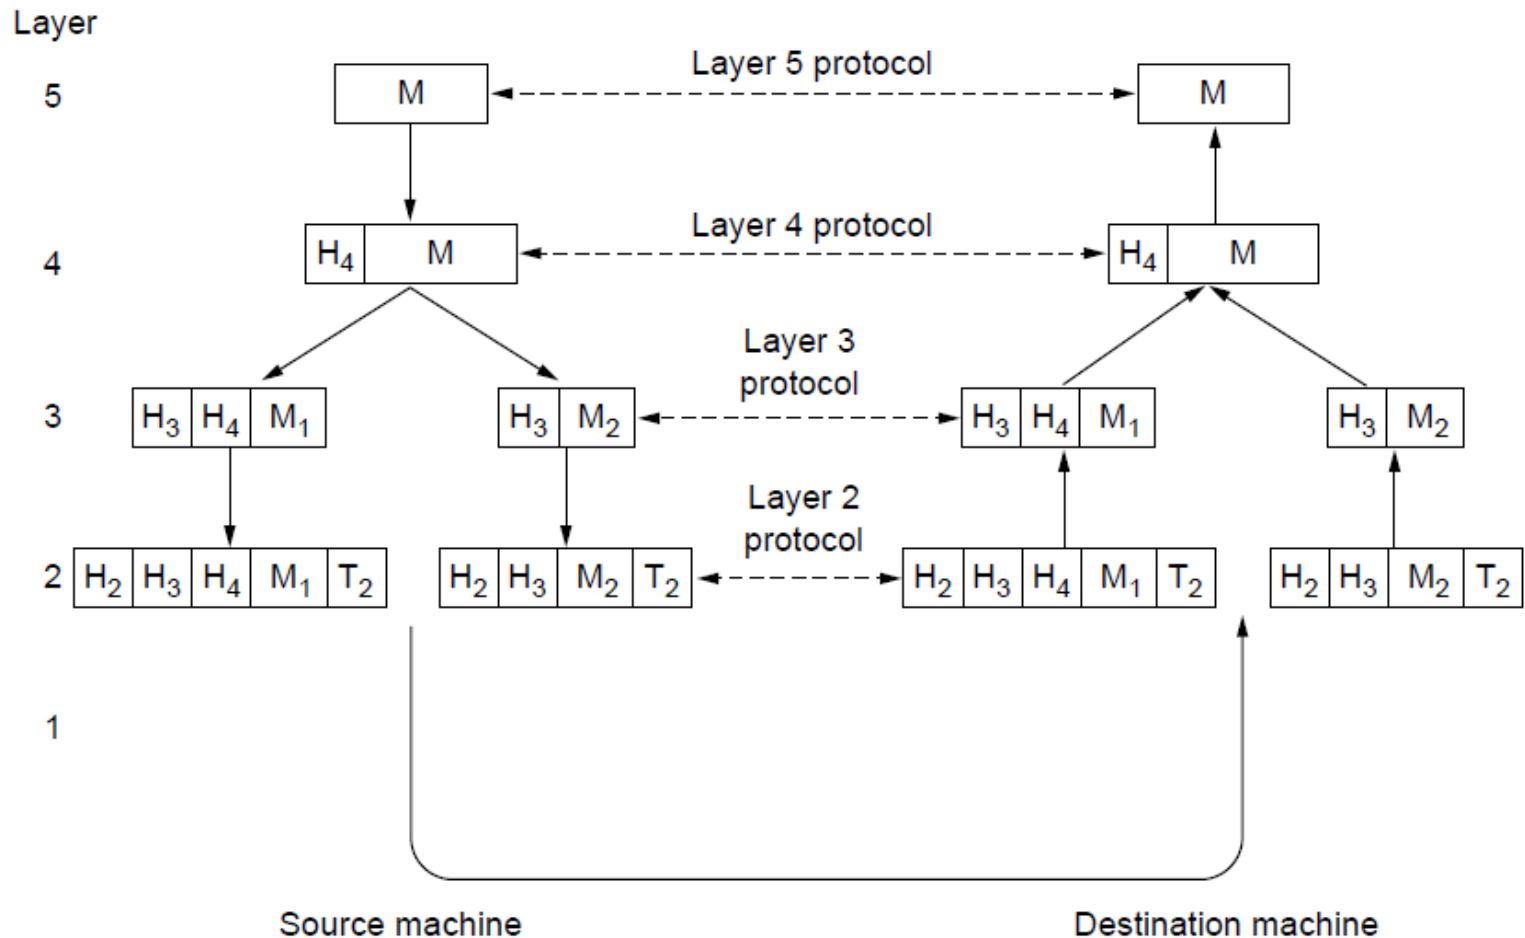 Layer
5 M Layer 5 protocol M
4 H4 M Layer 4 protocol H4 M
Layer 3
protocol
3 H3 H4 M1 H3 M2 H3 H4 M1 H3 M2
Layer 2
protocol
2 H2 H3 H4 M1 T2 H2 H3 M2 T2 H2 H3 H4 M1 T2 H2 H3 M2 T2
1
Source machine Destination machine